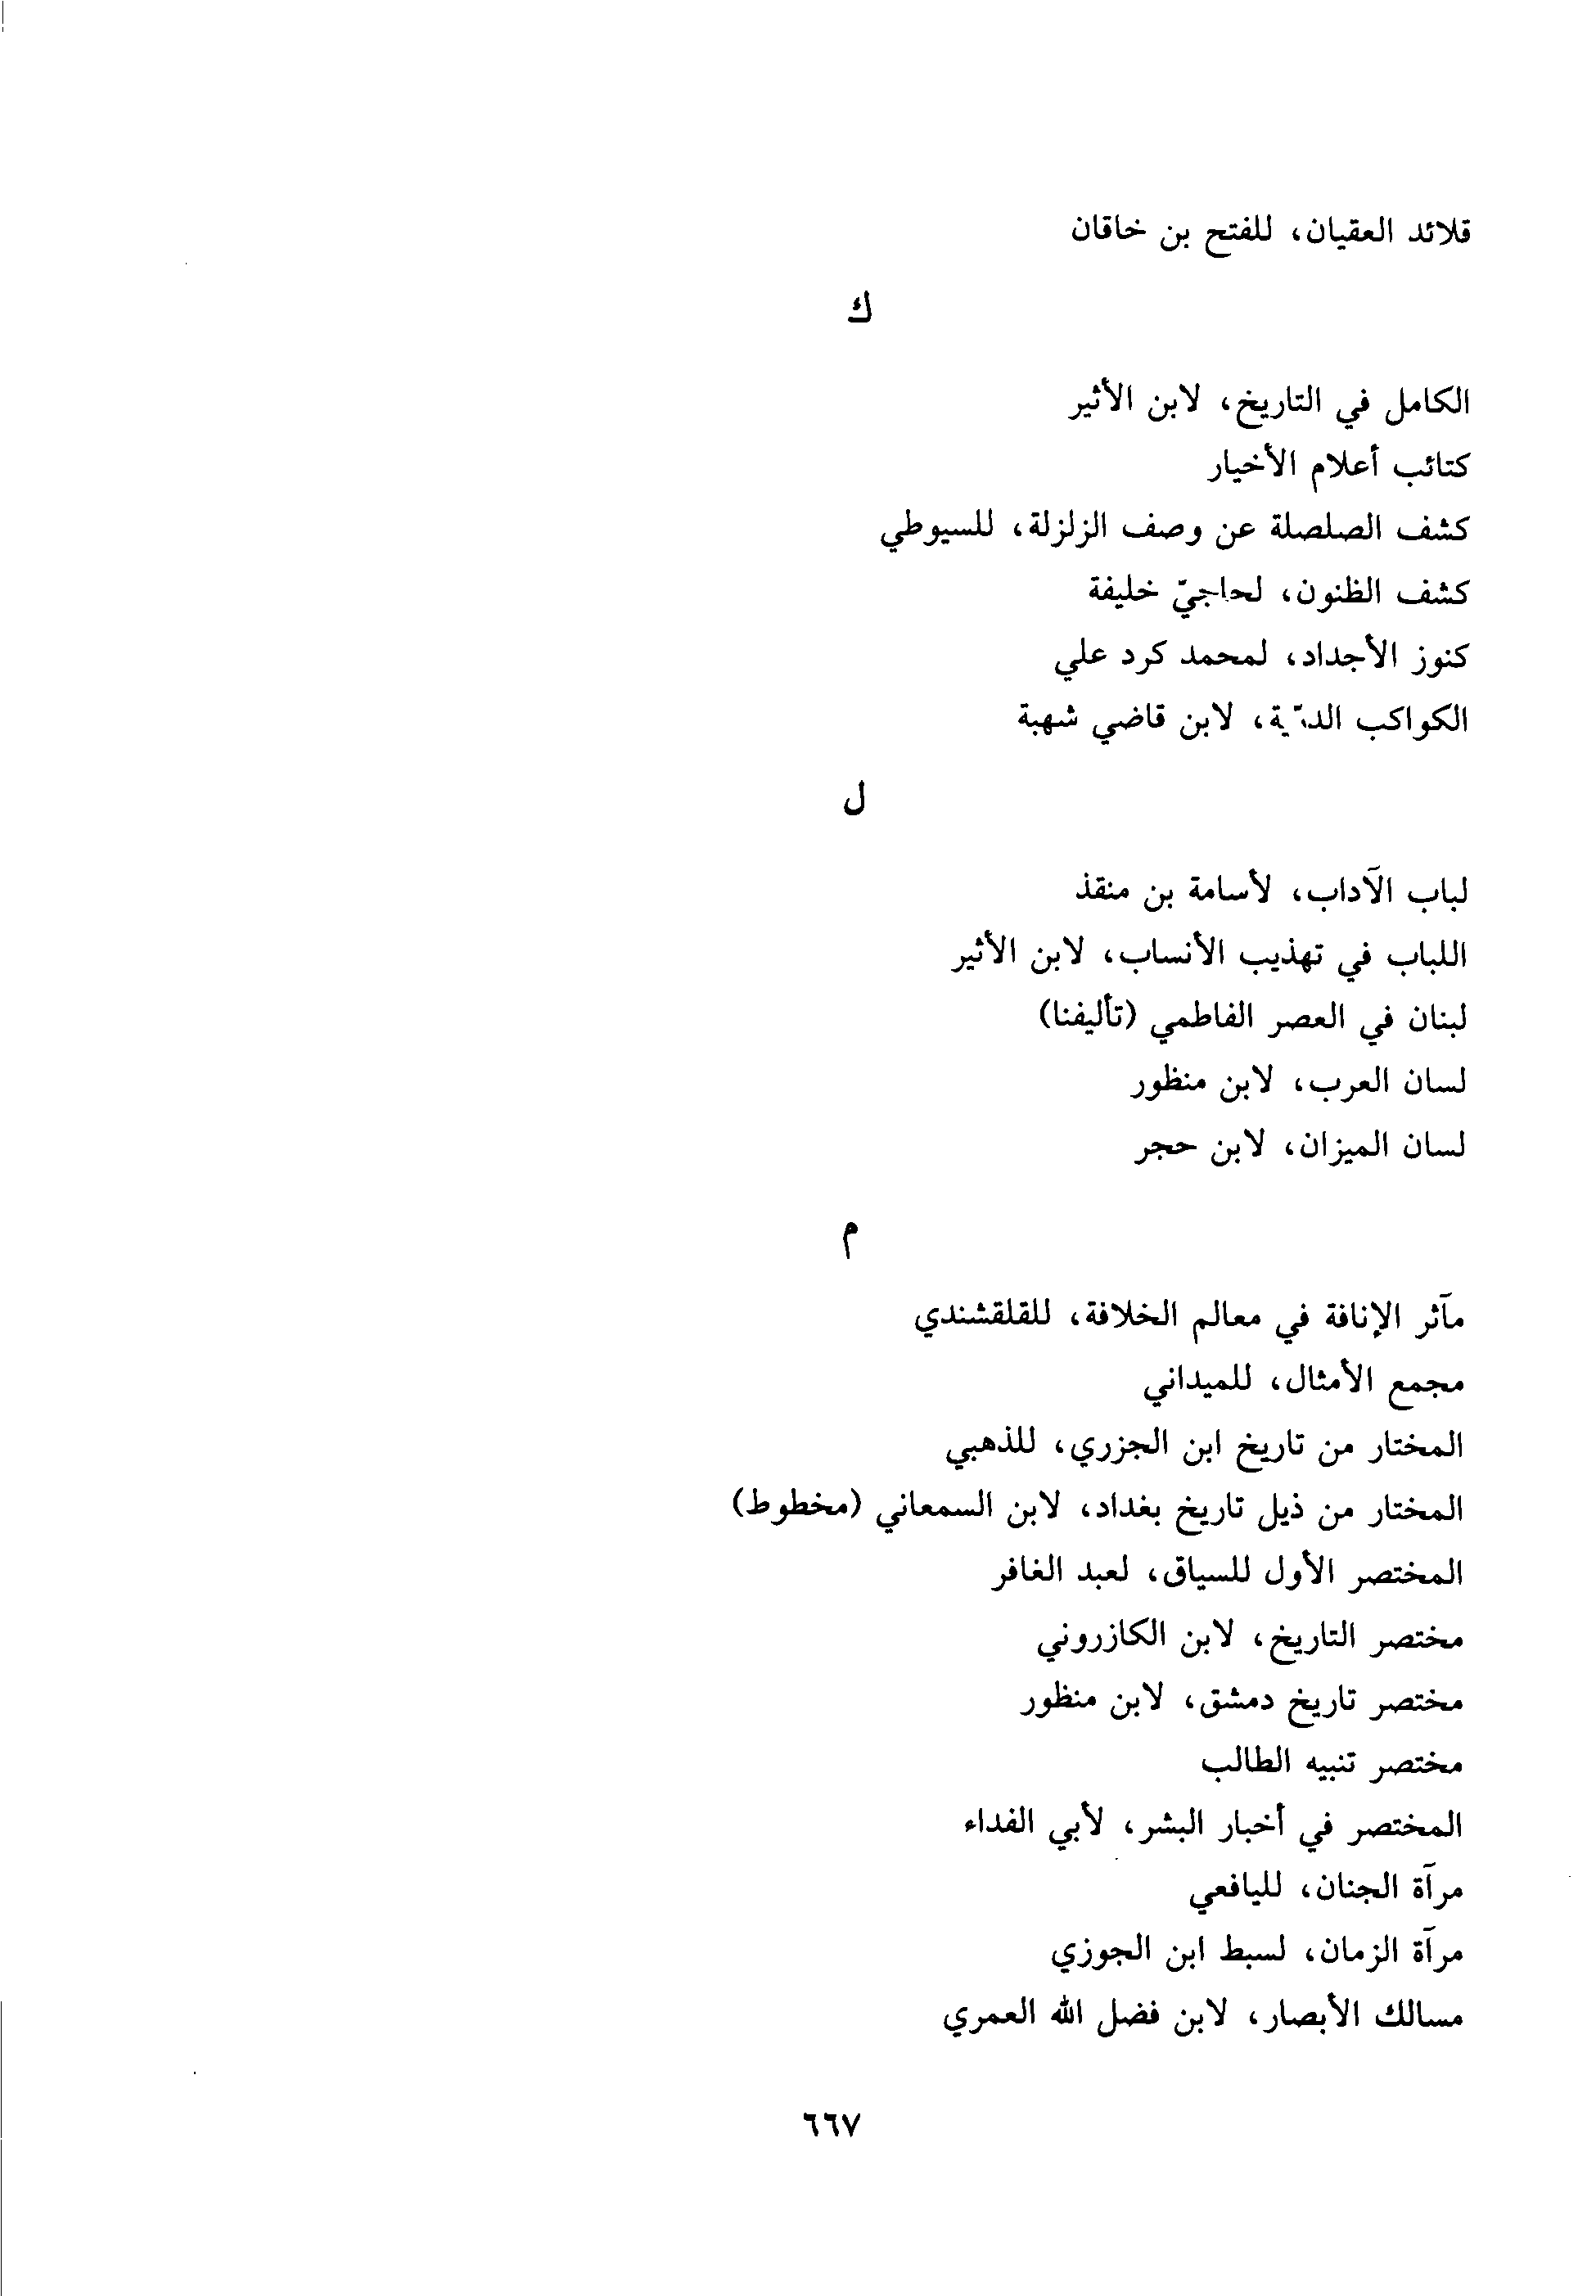 قلائد العقيان، للفتح بن خاقان
ك
الكامل في التاريخ، لابن الأثير
كتائب أعلام الأخيار
كشف الصلصلة عن وصف الزلزلة، للسيوطي
كشف الظنون، لحاجيّ خليفة
كنوز الأجداد، لمحمد كرد علي
الكواكب الدرّية، لابن قاضي شهبة
ل
لباب الآداب، لأسامة بن منقذ
اللباب في تهذيب الأنساب، لابن الأثير
لبنان في العصر الفاطمي (تأليفنا)
لسان العرب، لابن منظور
لسان الميزان، لابن حجر
م
مآثر الإنافة في معالم الخلافة، للقلقشندي
مجمع الأمثال، للميداني
المختار من تاريخ ابن الجزري، للذهبي
المختار من ذيل تاريخ بغداد، لابن السمعاني (مخطوط)
المختصر الأول للسياق، لعبد الغافر
مختصر التاريخ، لابن الكازروني
مختصر تاريخ دمشق، لابن منظور
مختصر تنبيه الطالب
المختصر في أخبار البشر، لأبي الفداء
مرآة الجنان، لليافعي
مرآة الزمان، لسبط ابن الجوزي
مسالك الأبصار، لابن فضل الله العمري
٦٦٧